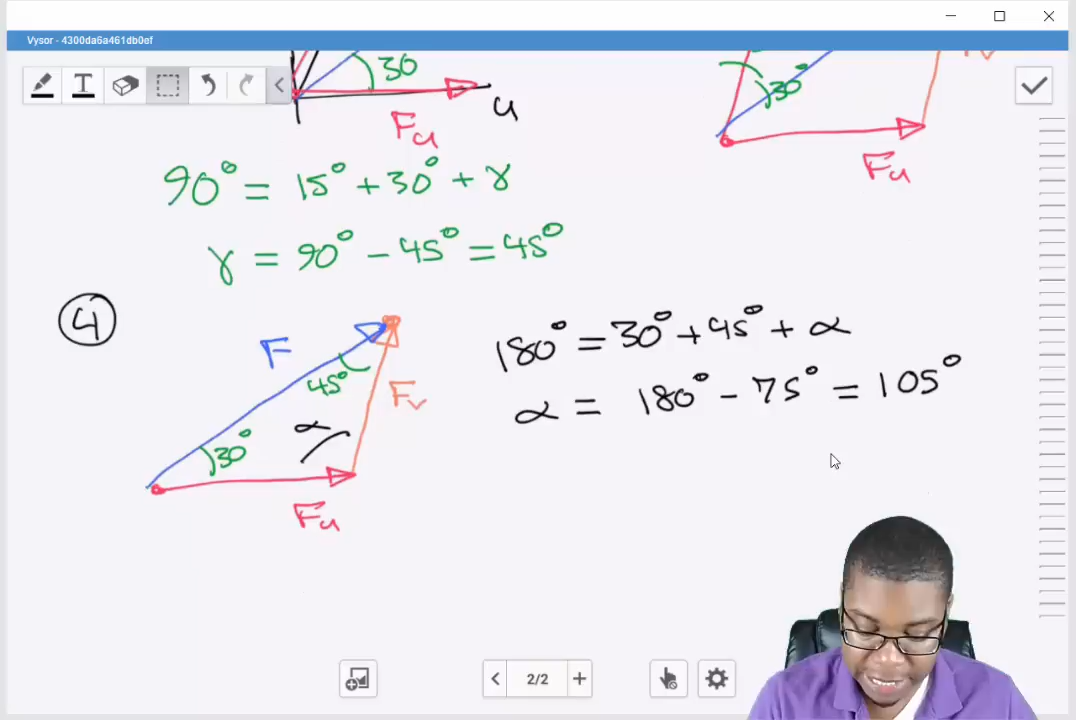 Vysor - 4300da6a461db0ef
30
u
Fu
30°
Fu
90° = 15° + 30° + γ
γ = 90° - 45° = 45°
4
F
45°
Fv
α
30°
Fu
180° = 30° + 45° + α
α = 180° - 75° = 105°
T
2/2